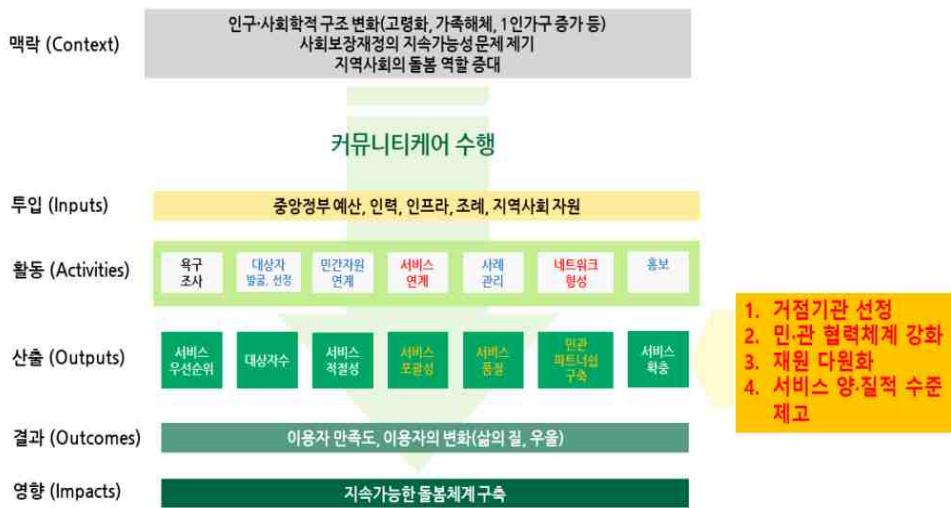 맥락 (Context)
인구·사회학적 구조 변화(고령화, 가족해체, 1인가구 증가 등)
사회보장재정의 지속가능성 문제 제기
지역사회의 돌봄 역할 증대
커뮤니티케어 수행
투입 (Inputs)
중앙정부 예산, 인력, 인프라, 조례, 지역사회 자원
활동 (Activities)
욕구
조사
대상자
발굴, 선정
민간자원
연계
서비스
연계
사례
관리
네트워크
형성
홍보
산출 (Outputs)
서비스
우선순위
대상자수
서비스
적절성
서비스
포괄성
서비스
품질
민관
파트너쉽
구축
서비스
확충
1. 거점기관 선정
2. 민·관 협력체계 강화
3. 재원 다원화
4. 서비스 양·질적 수준
제고
결과 (Outcomes)
이용자 만족도, 이용자의 변화(삶의 질, 우울)
영향 (Impacts)
지속가능한 돌봄체계 구축